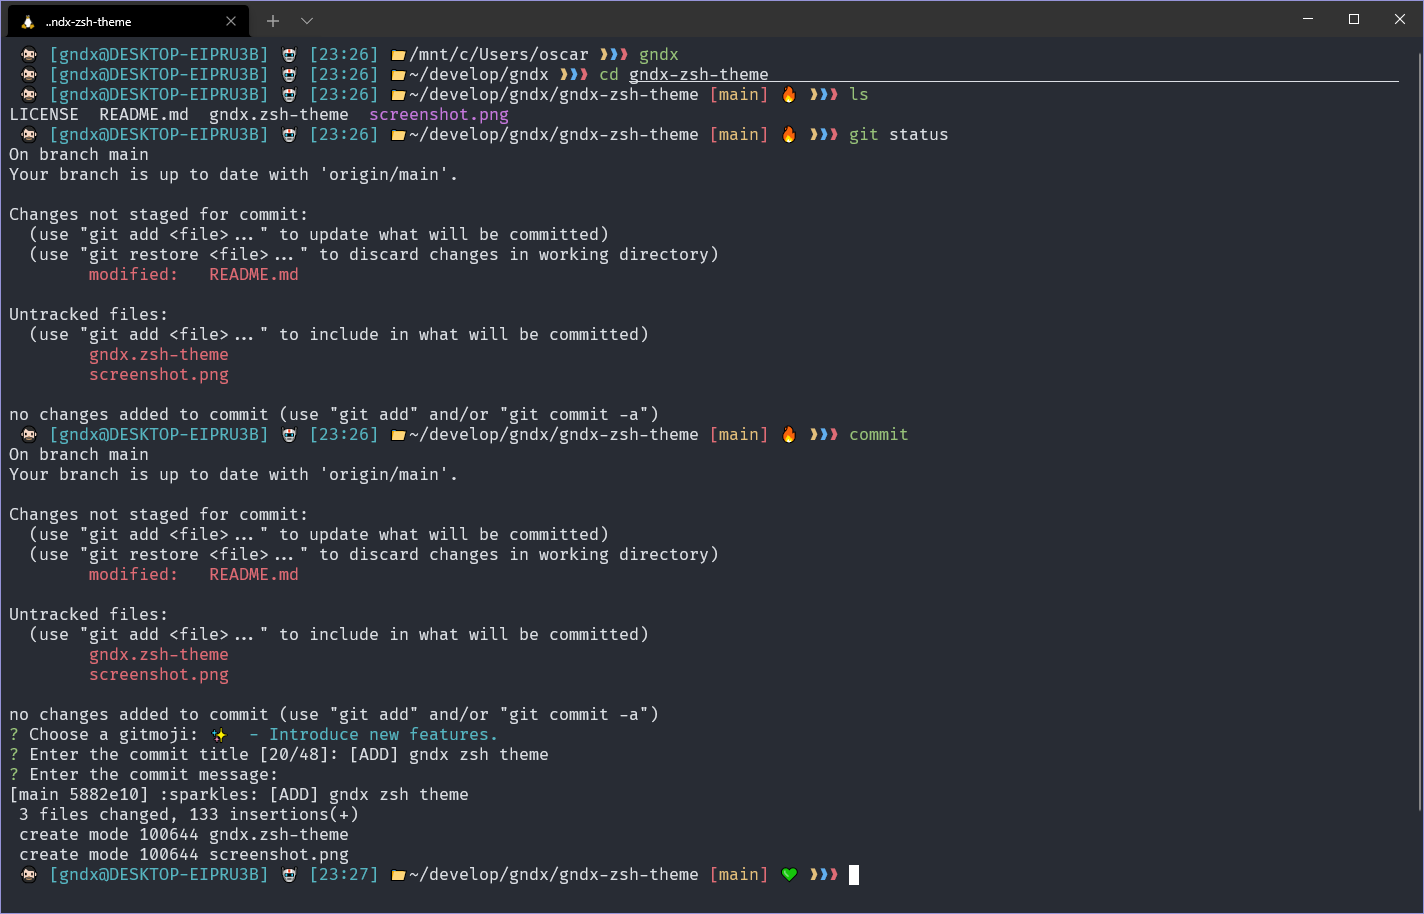 ..ndx-zsh-theme
[gndx@DESKTOP-EIPRU3B] [23:26] /mnt/c/Users/oscar ❱❱❱ gndx
[gndx@DESKTOP-EIPRU3B] [23:26] ~/develop/gndx ❱❱❱ cd gndx-zsh-theme
[gndx@DESKTOP-EIPRU3B] [23:26] ~/develop/gndx/gndx-zsh-theme [main] 🔥 ❱❱❱ ls
LICENSE  README.md  gndx.zsh-theme  screenshot.png
[gndx@DESKTOP-EIPRU3B] [23:26] ~/develop/gndx/gndx-zsh-theme [main] 🔥 ❱❱❱ git status
On branch main
Your branch is up to date with 'origin/main'.
Changes not staged for commit:
(use "git add <file>..." to update what will be committed)
(use "git restore <file>..." to discard changes in working directory)
modified:   README.md
Untracked files:
(use "git add <file>..." to include in what will be committed)
gndx.zsh-theme
screenshot.png
no changes added to commit (use "git add" and/or "git commit -a")
[gndx@DESKTOP-EIPRU3B] [23:26] ~/develop/gndx/gndx-zsh-theme [main] 🔥 ❱❱❱ commit
On branch main
Your branch is up to date with 'origin/main'.
Changes not staged for commit:
(use "git add <file>..." to update what will be committed)
(use "git restore <file>..." to discard changes in working directory)
modified:   README.md
Untracked files:
(use "git add <file>..." to include in what will be committed)
gndx.zsh-theme
screenshot.png
no changes added to commit (use "git add" and/or "git commit -a")
? Choose a gitmoji: ✨  - Introduce new features.
? Enter the commit title [20/48]: [ADD] gndx zsh theme
? Enter the commit message:
[main 5882e10] :sparkles: [ADD] gndx zsh theme
3 files changed, 133 insertions(+)
create mode 100644 gndx.zsh-theme
create mode 100644 screenshot.png
[gndx@DESKTOP-EIPRU3B] [23:27] ~/develop/gndx/gndx-zsh-theme [main] 💚 ❱❱❱